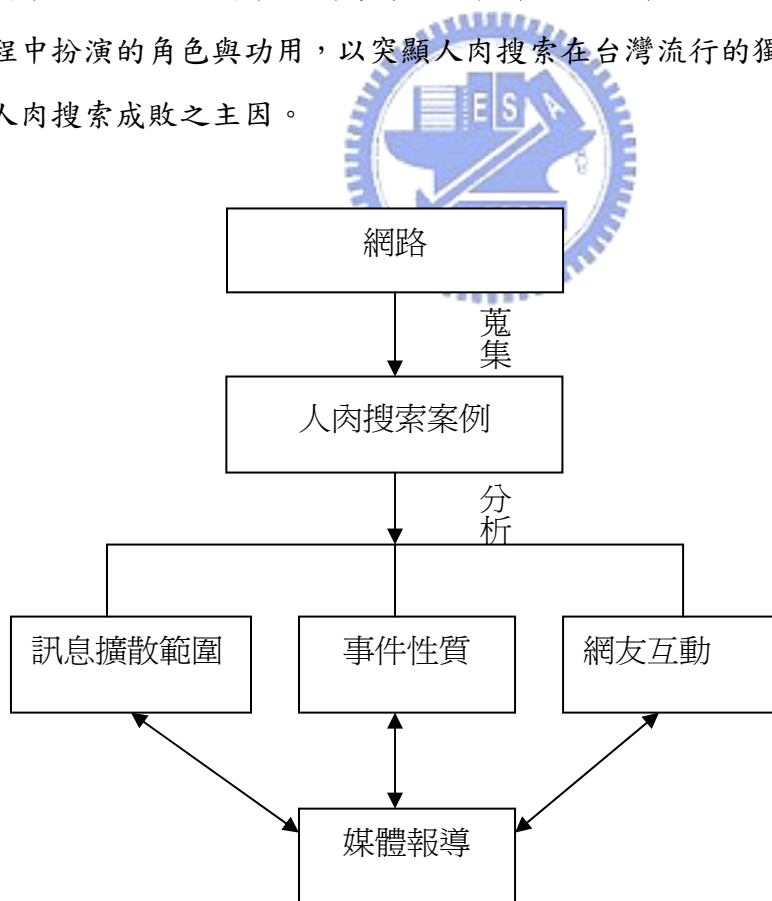 程中扮演的角色與功用，以突顯人肉搜索在台灣流行的獨
人肉搜索成敗之主因。
ESA
網路
蒐集
人肉搜索案例
分析
訊息擴散範圍
事件性質
網友互動
媒體報導